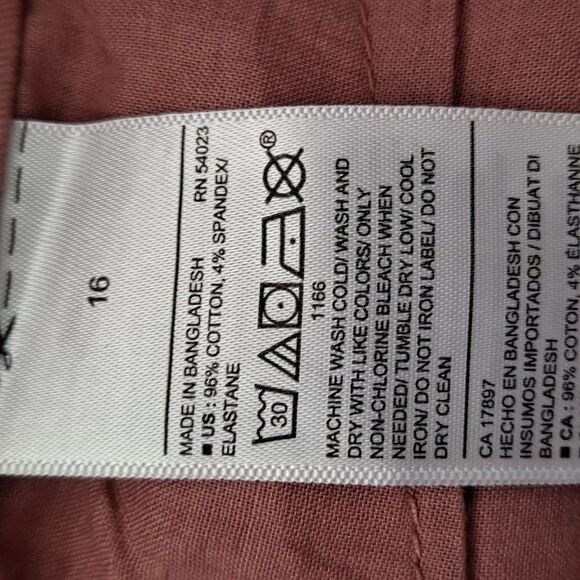 16
MADE IN BANGLADESH RN 54023
■ US : 96% COTTON, 4% SPANDEX/
ELASTANE
30
®
1166
MACHINE WASH COLD/ WASH AND
DRY WITH LIKE COLORS/ ONLY
NON-CHLORINE BLEACH WHEN
NEEDED/ TUMBLE DRY LOW/ COOL
IRON/ DO NOT IRON LABEL/ DO NOT
DRY CLEAN
CA 17897
HECHO EN BANGLADESH CON
INSUMOS IMPORTADOS / DIBUAT DI
BANGLADESH
■ CA : 96% COTON, 4% ÉLASTHANNE